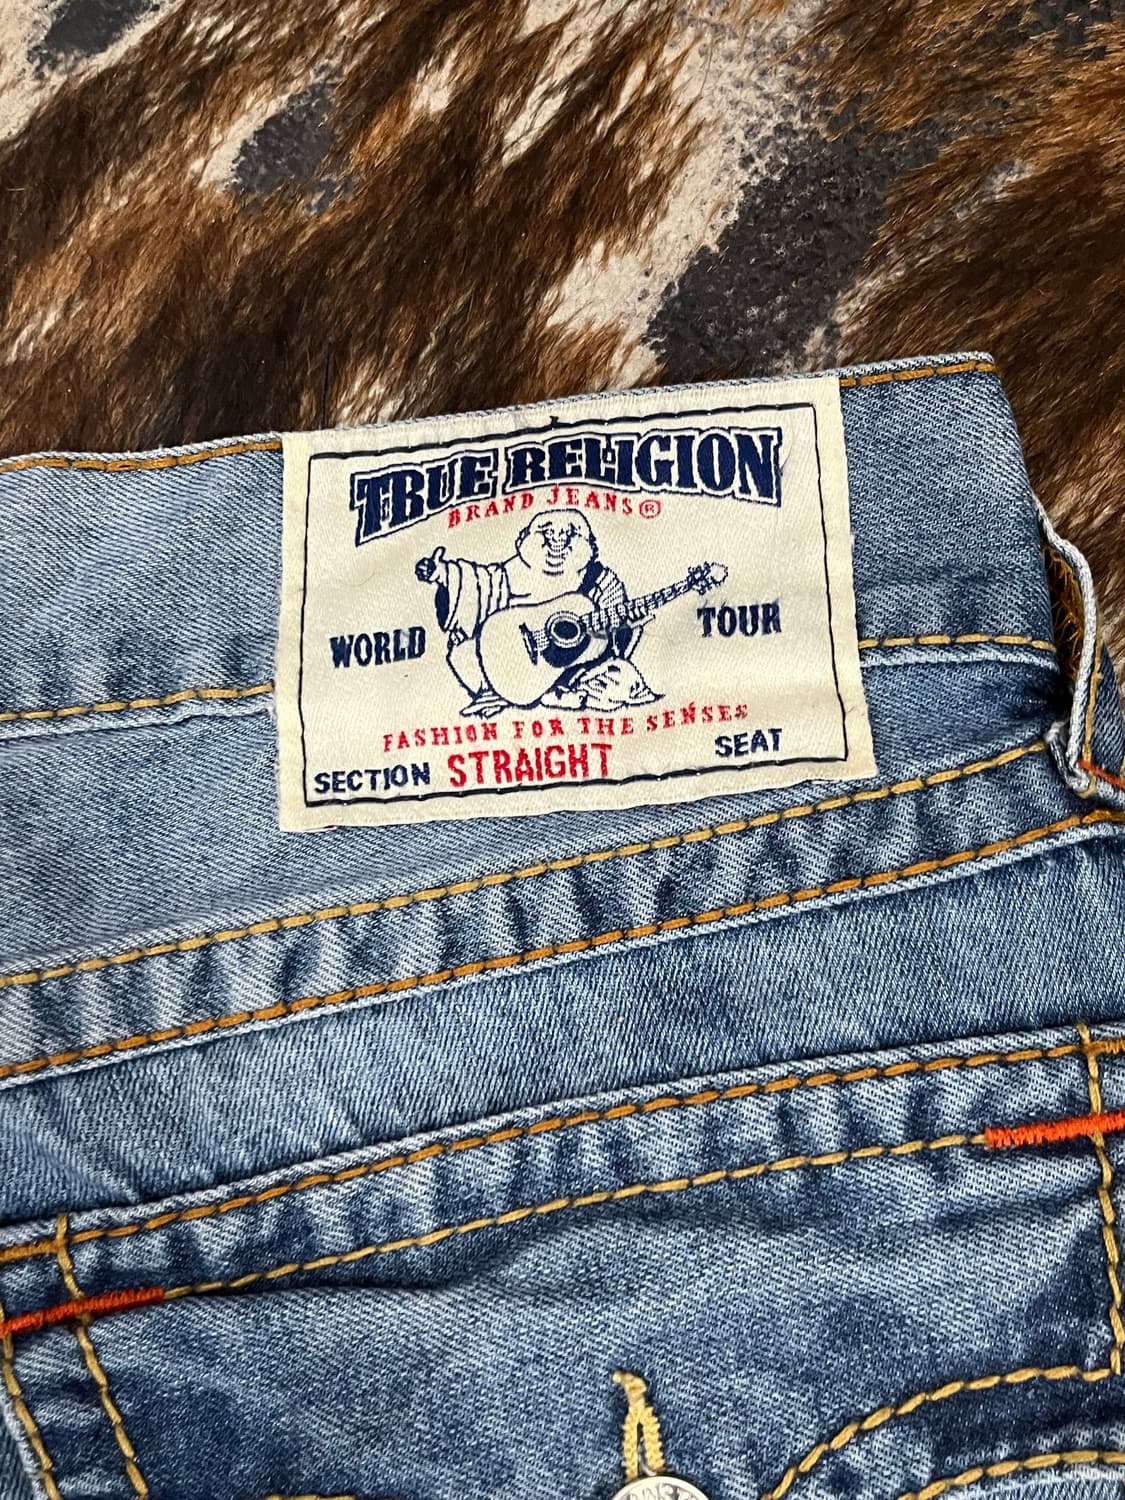 TRUE RELIGION
BRAND JEANS®
WORLD TOUR
FASHION FOR THE SENSES
SECTION STRAIGHT SEAT